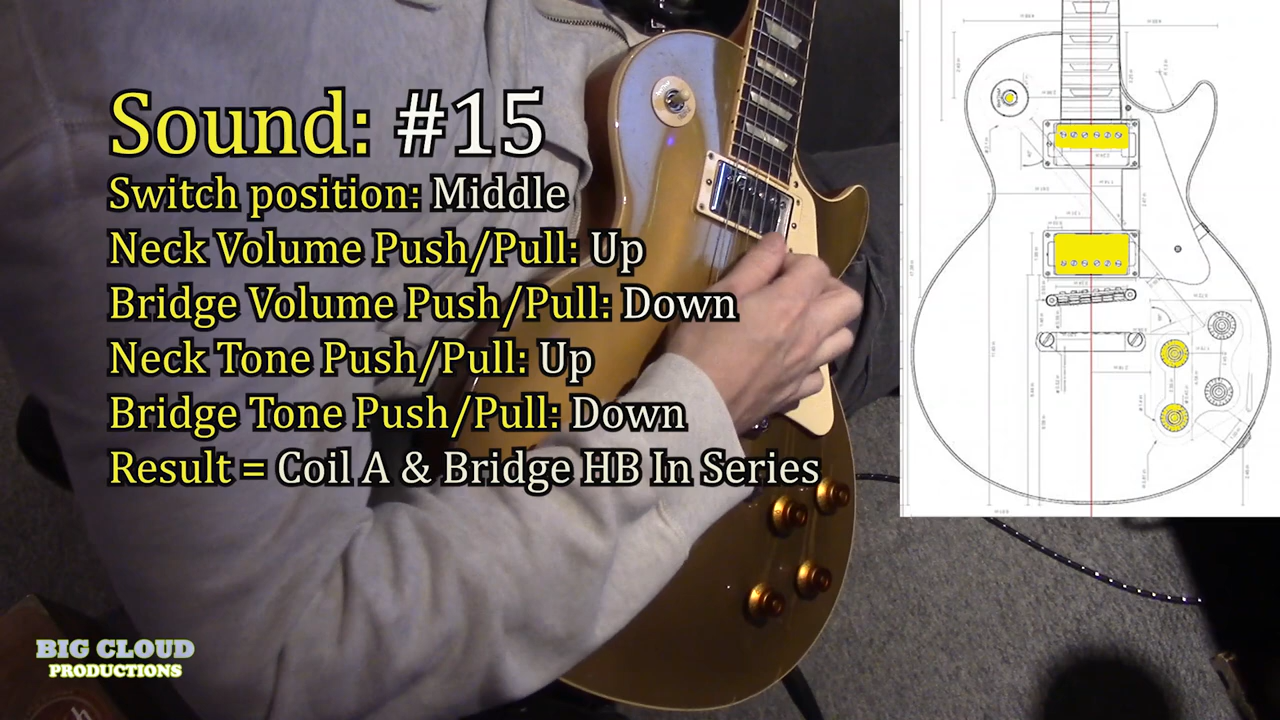 Sound: #15
Switch position: Middle
Neck Volume Push/Pull: Up
Bridge Volume Push/Pull: Down
Neck Tone Push/Pull: Up
Bridge Tone Push/Pull: Down
Result = Coil A & Bridge HB In Series
BIG CLOUD
PRODUCTIONS